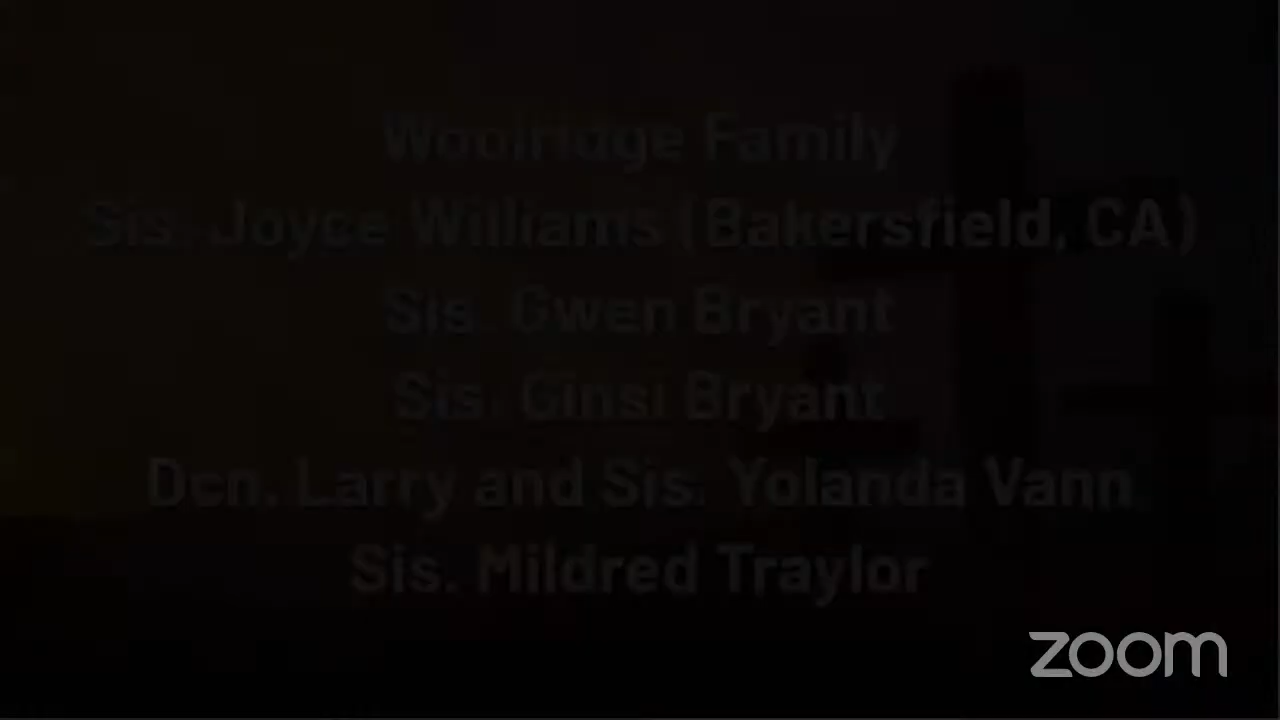 Woolridge Family
Sis. Joyce Williams (Bakersfield, CA)
Sis. Gwen Bryant
Sis. Ginsi Bryant
Dcn. Larry and Sis. Yolanda Vann
Sis. Mildred Traylor
zoom